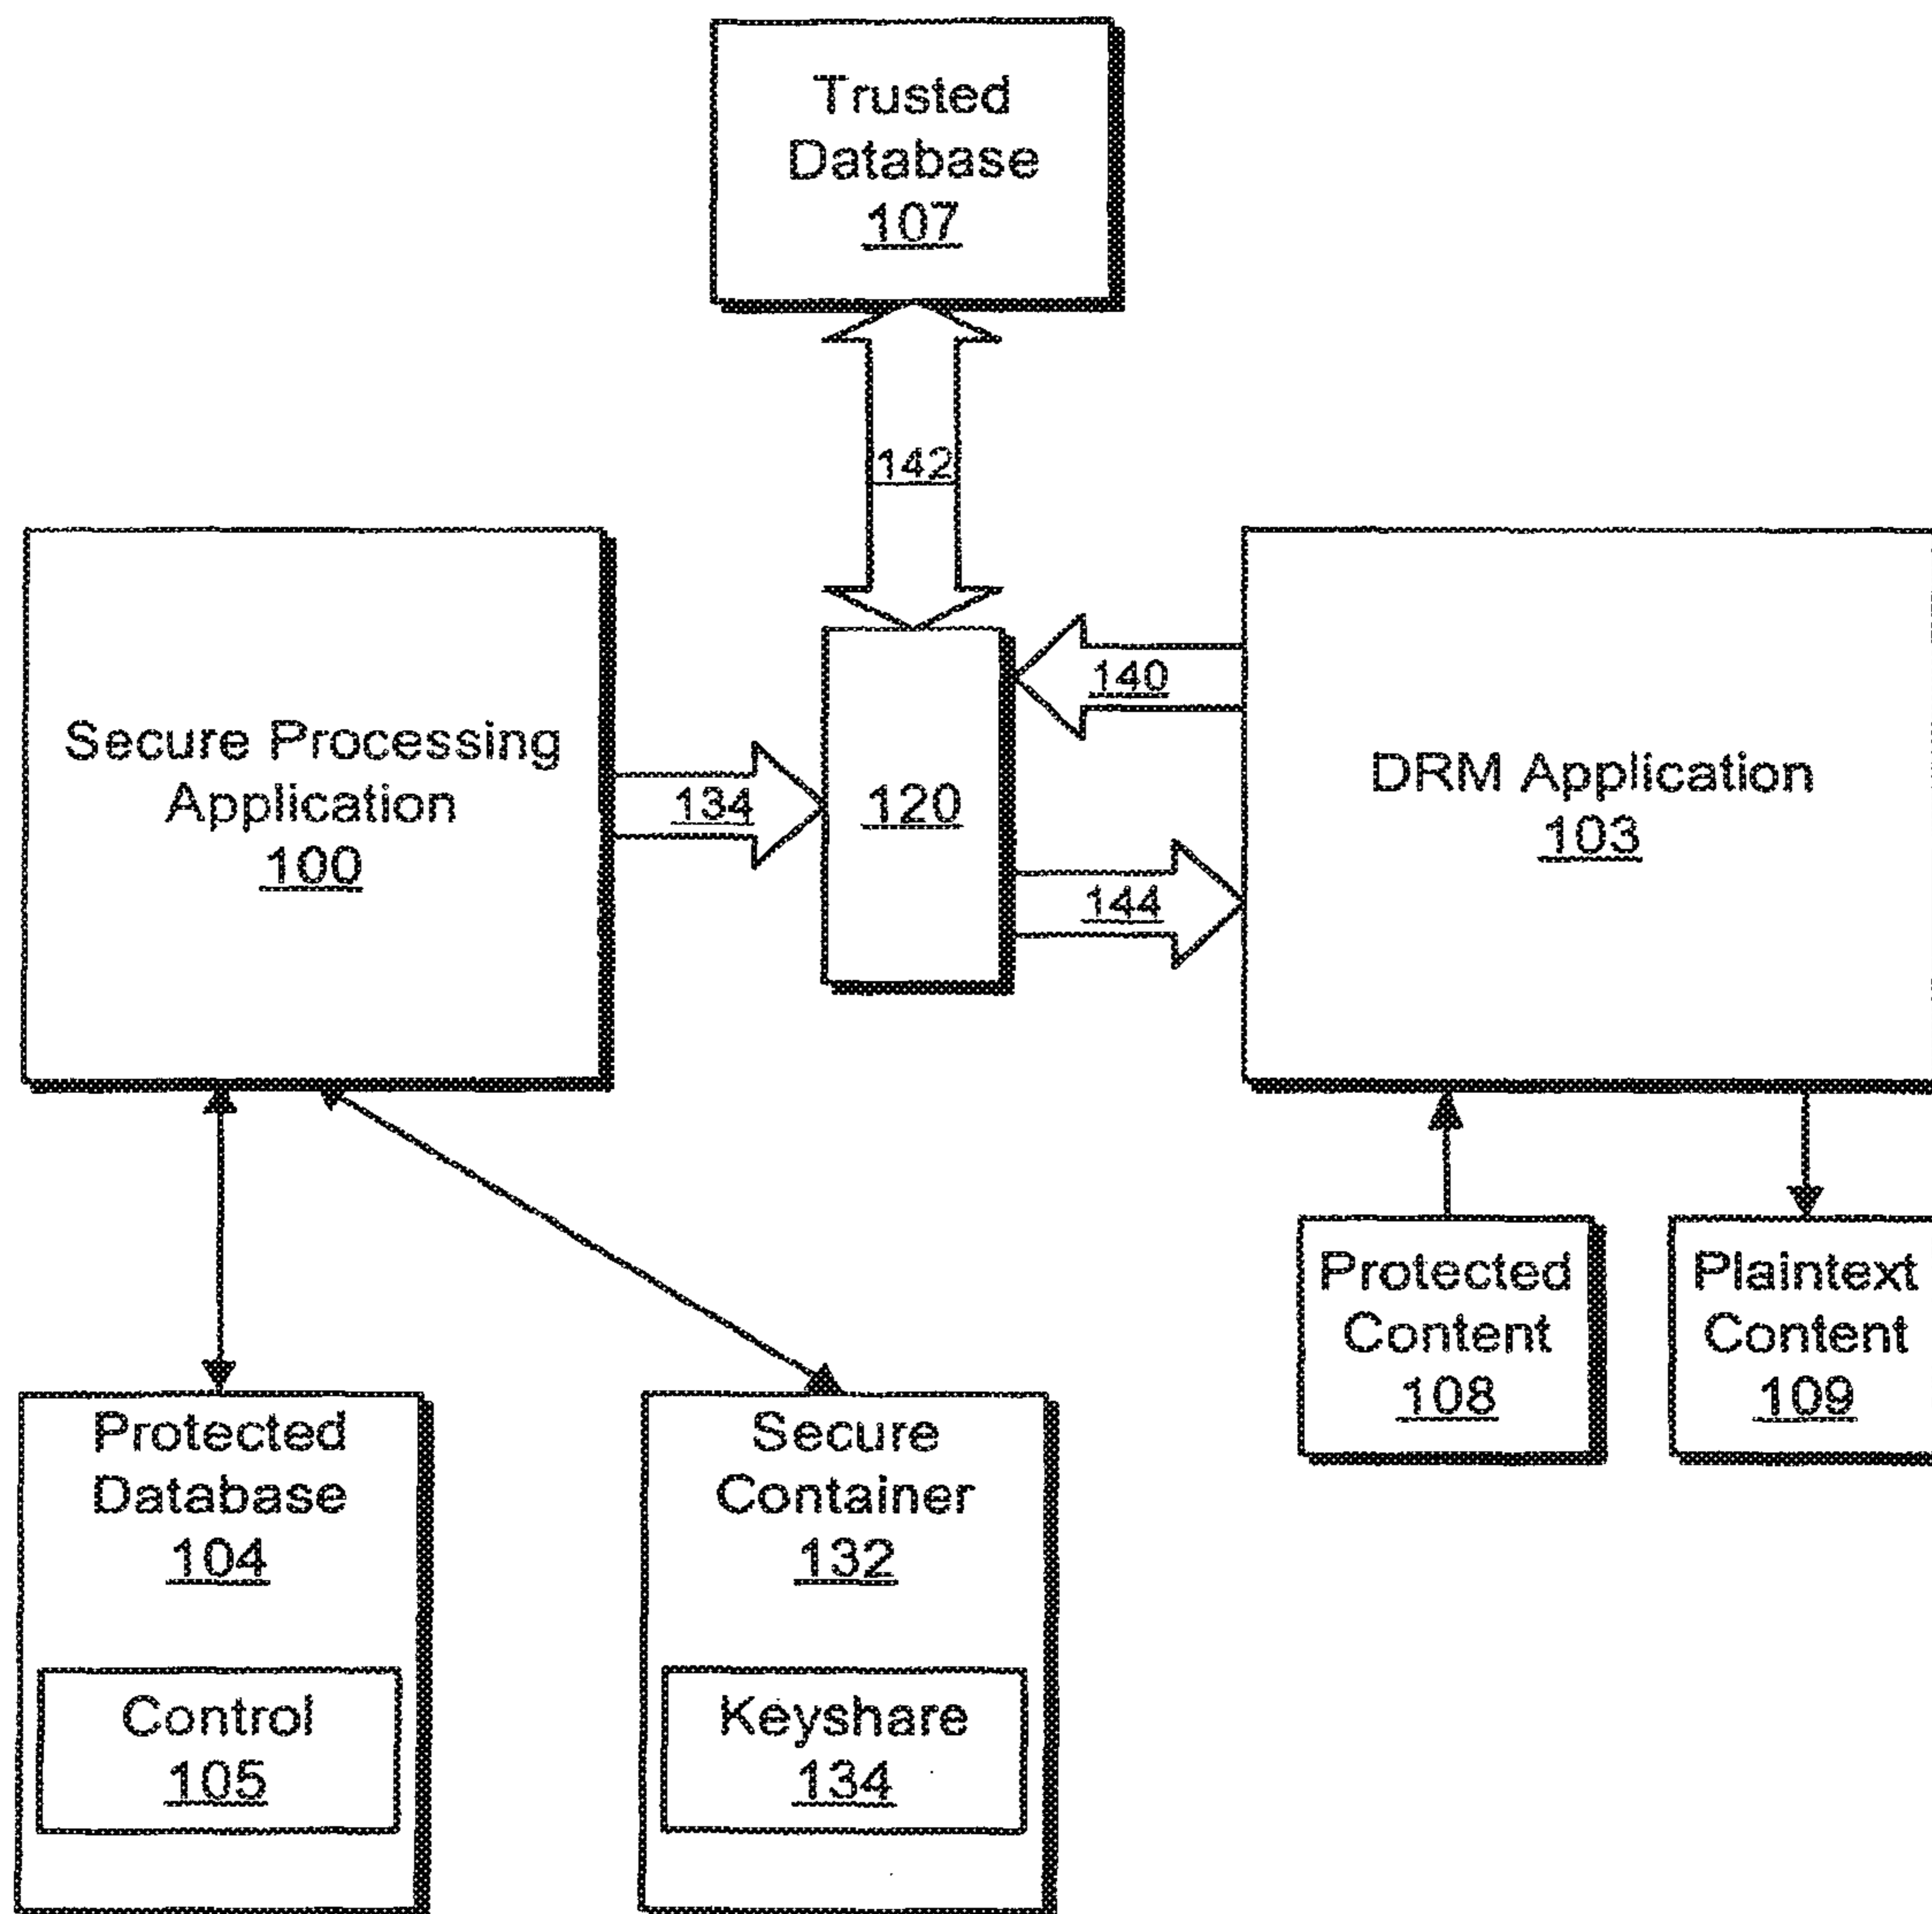 Trusted
Database
107
142
Secure Processing
Application
100
134
120
140
144
DRM Application
103
Protected
Database
104
Control
105
Secure
Container
132
Keyshare
134
Protected
Content
108
Plaintext
Content
109